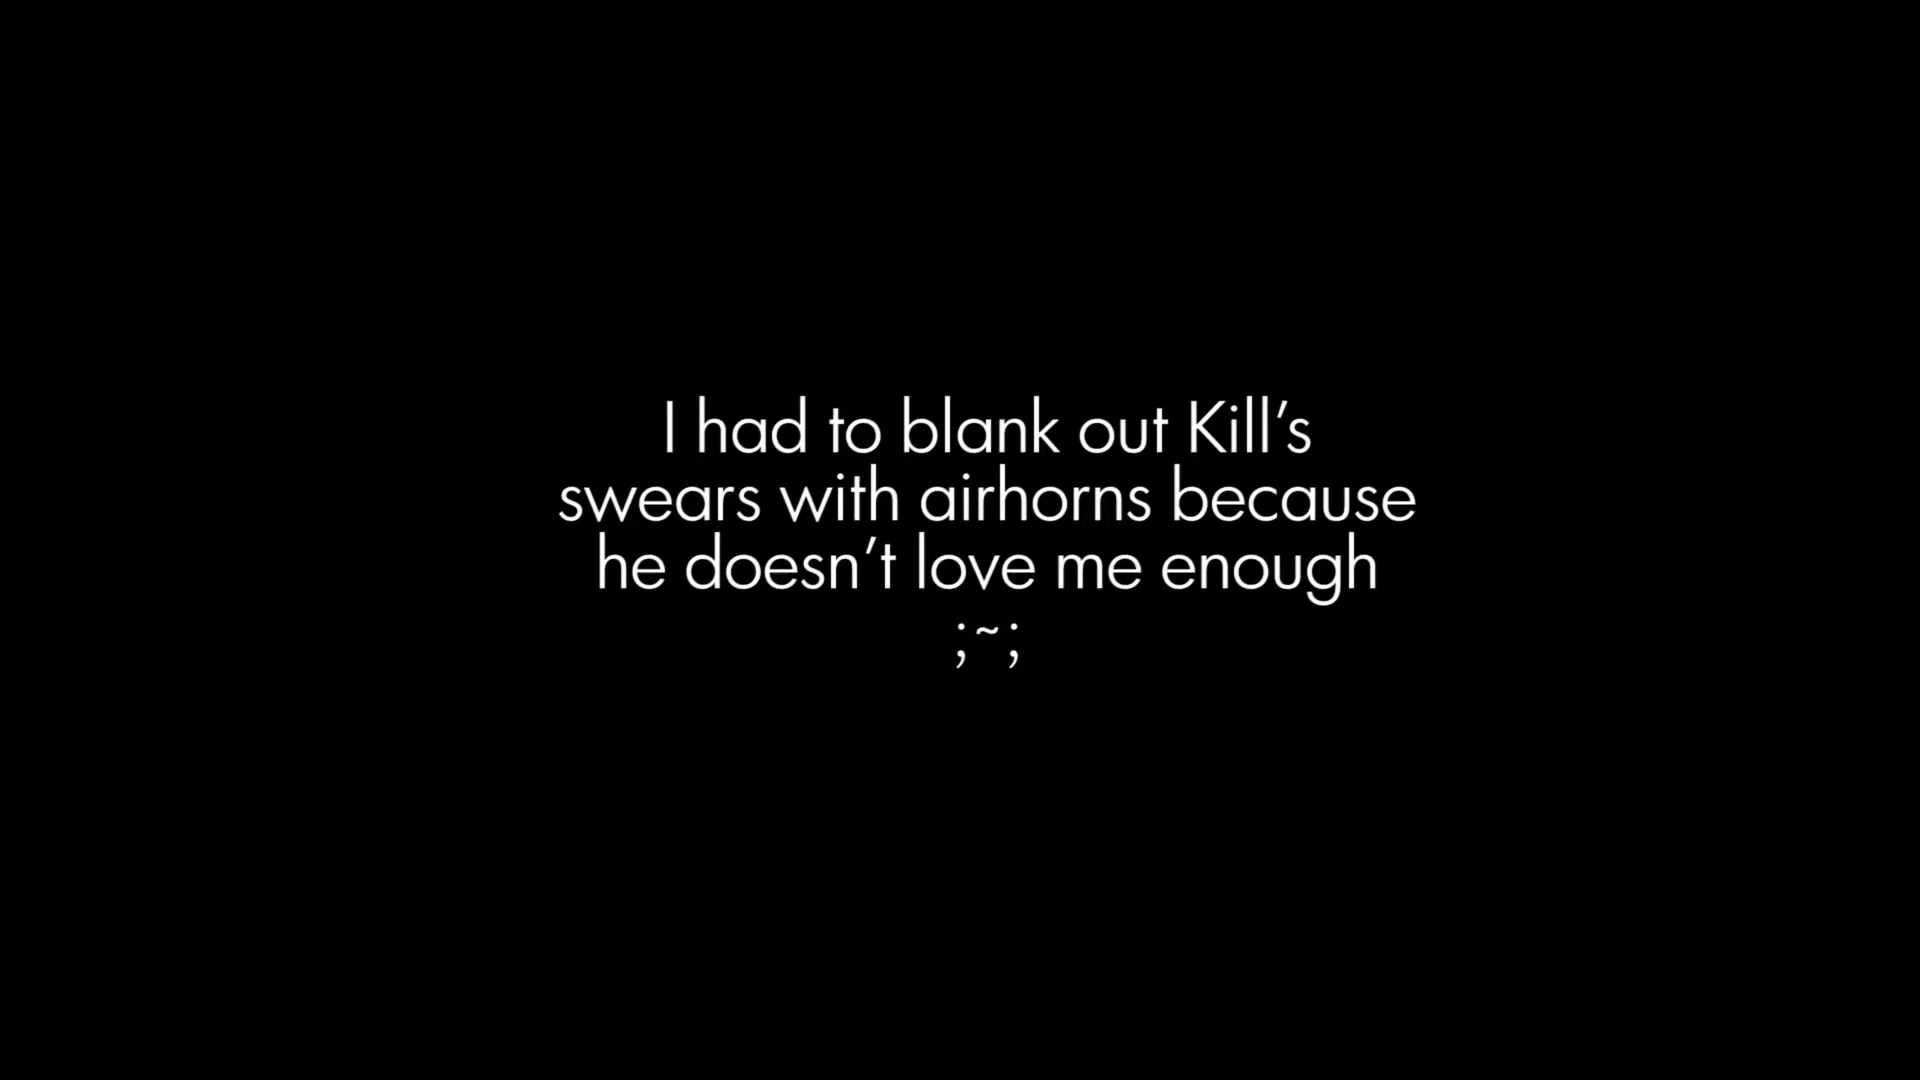 I had to blank out Kill’s
swears with airhorns because
he doesn’t love me enough
;~;